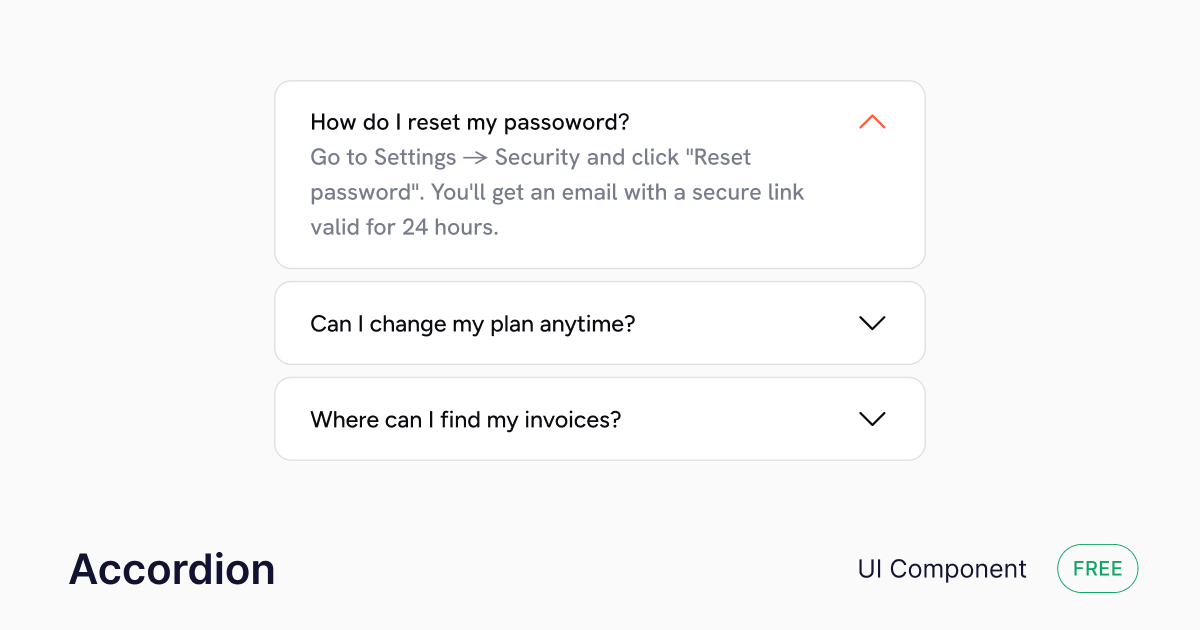 How do I reset my passoword?
Go to Settings → Security and click "Reset
password". You'll get an email with a secure link
valid for 24 hours.
Can I change my plan anytime?
Where can I find my invoices?
Accordion
UI Component
FREE